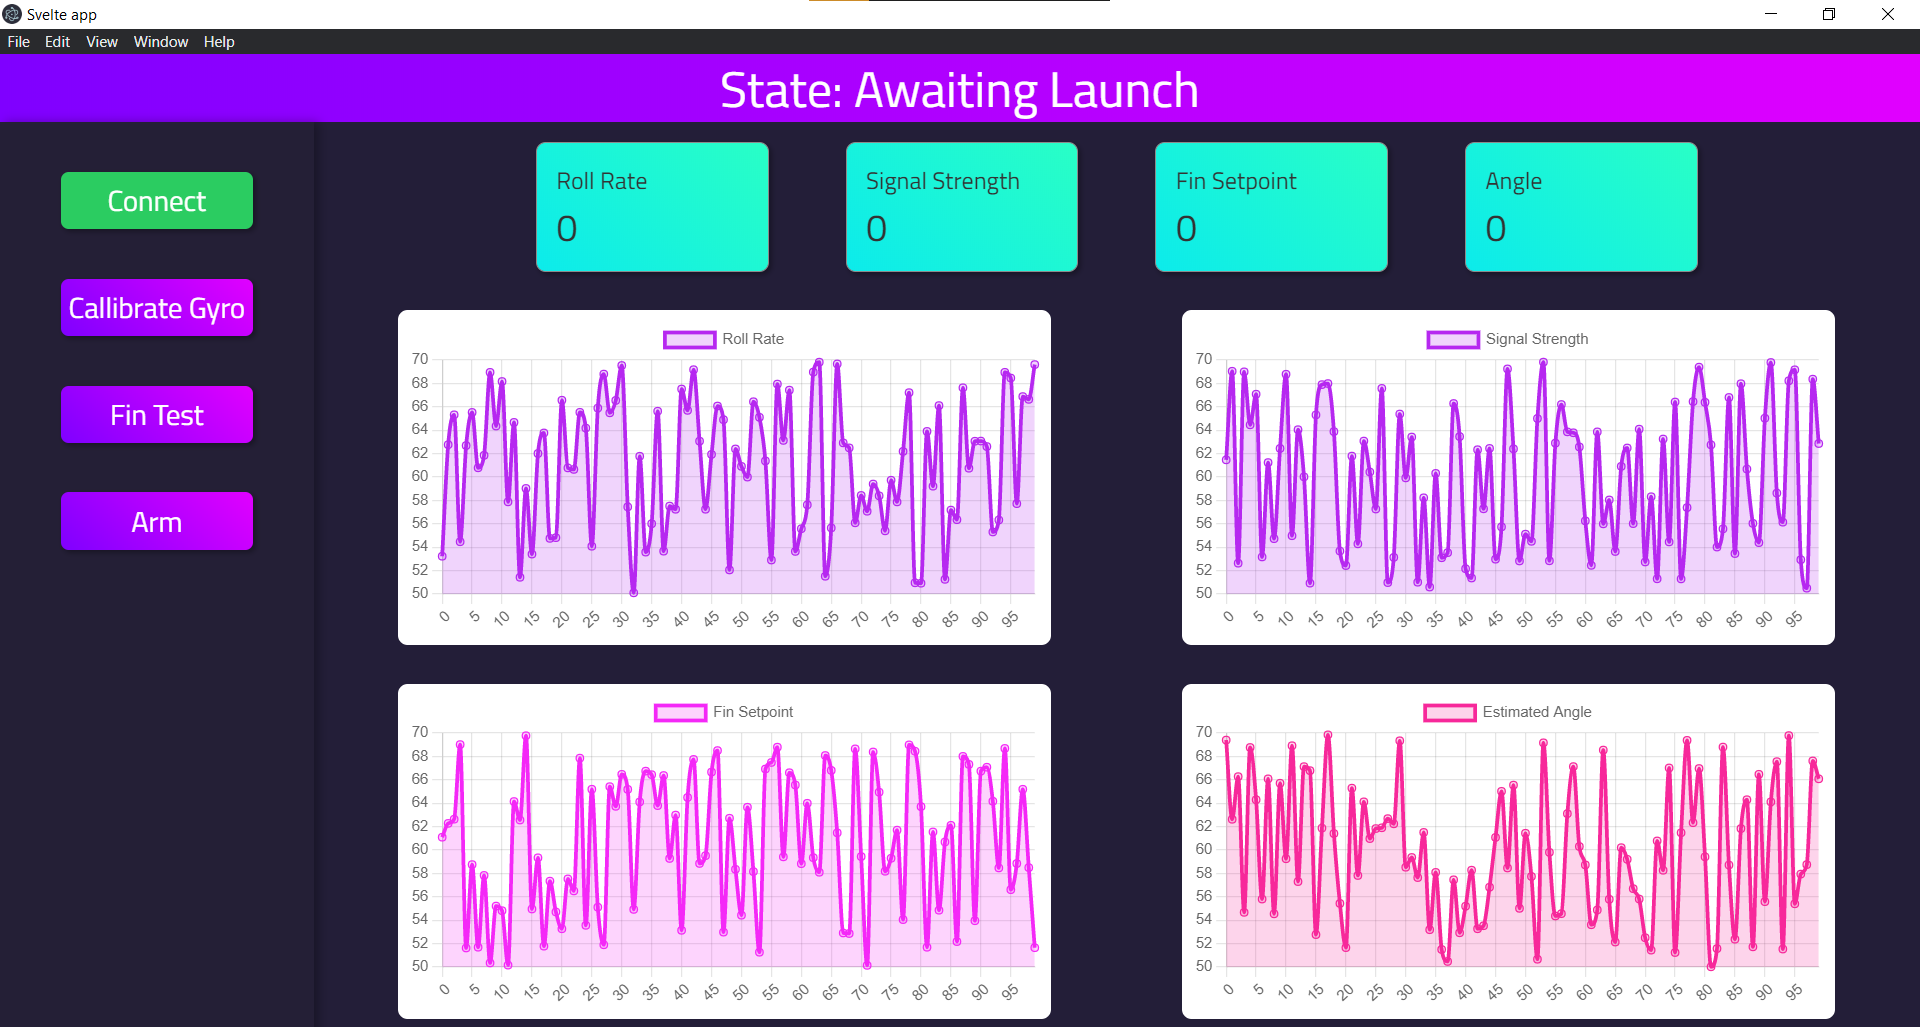 Svelte app
File Edit View Window Help
State: Awaiting Launch
Connect
Callibrate Gyro
Fin Test
Arm
Roll Rate
0
Signal Strength
0
Fin Setpoint
0
Angle
0
Roll Rate
70
68
66
64
62
60
58
56
54
52
50
0 5 10 15 20 25 30 35 40 45 50 55 60 65 70 75 80 85 90 95
Signal Strength
70
68
66
64
62
60
58
56
54
52
50
0 5 10 15 20 25 30 35 40 45 50 55 60 65 70 75 80 85 90 95
Fin Setpoint
70
68
66
64
62
60
58
56
54
52
50
0 5 10 15 20 25 30 35 40 45 50 55 60 65 70 75 80 85 90 95
Estimated Angle
70
68
66
64
62
60
58
56
54
52
50
0 5 10 15 20 25 30 35 40 45 50 55 60 65 70 75 80 85 90 95